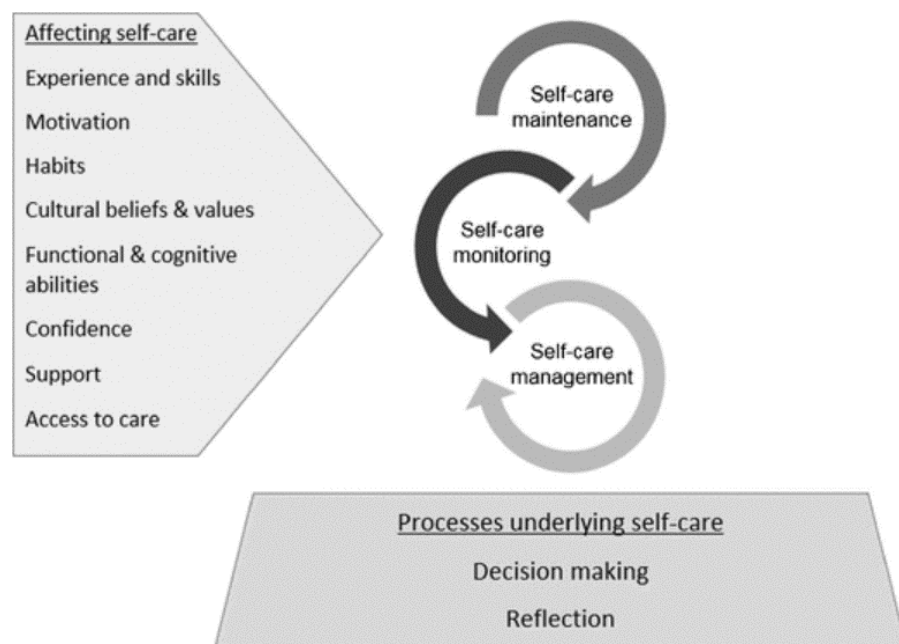 Affecting self-care
Experience and skills
Motivation
Habits
Cultural beliefs & values
Functional & cognitive
abilities
Confidence
Support
Access to care
Self-care
maintenance
Self-care
monitoring
Self-care
management
Processes underlying self-care
Decision making
Reflection